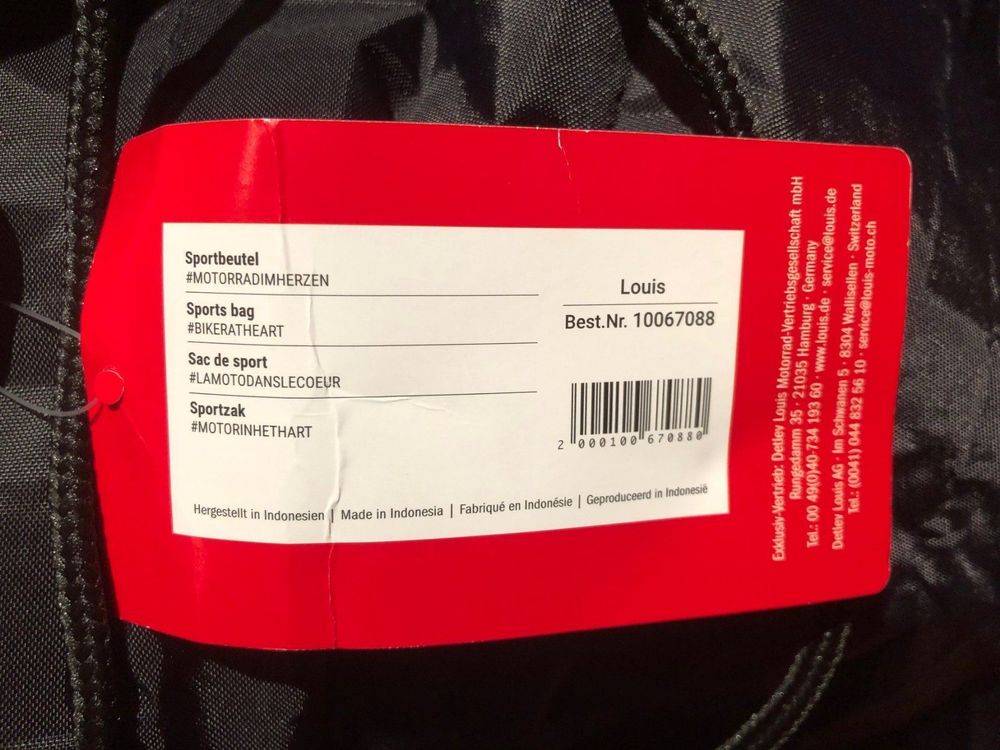 Sportbeutel
#MOTORRADIMHERZEN
Sports bag
#BIKERATHEART
Sac de sport
#LAMOTODANSLECOEUR
Sportzak
#MOTORINHETHART
Louis
Best.Nr. 10067088
2 000100 670880
Hergestellt in Indonesien | Made in Indonesia | Fabriqué en Indonésie | Geproduceerd in Indonesië
Exklusiv-Vertrieb: Detlev Louis Motorrad-Vertriebsgesellschaft mbH
Rungedamm 35 · 21035 Hamburg · Germany
Tel.: 00 49(0)40-734 193 60 · www.louis.de · service@louis.de
Detlev Louis AG · Im Schwanen 5 · 8304 Wallisellen · Switzerland
Tel.: (0041) 044 832 56 10 · service@louis-moto.ch